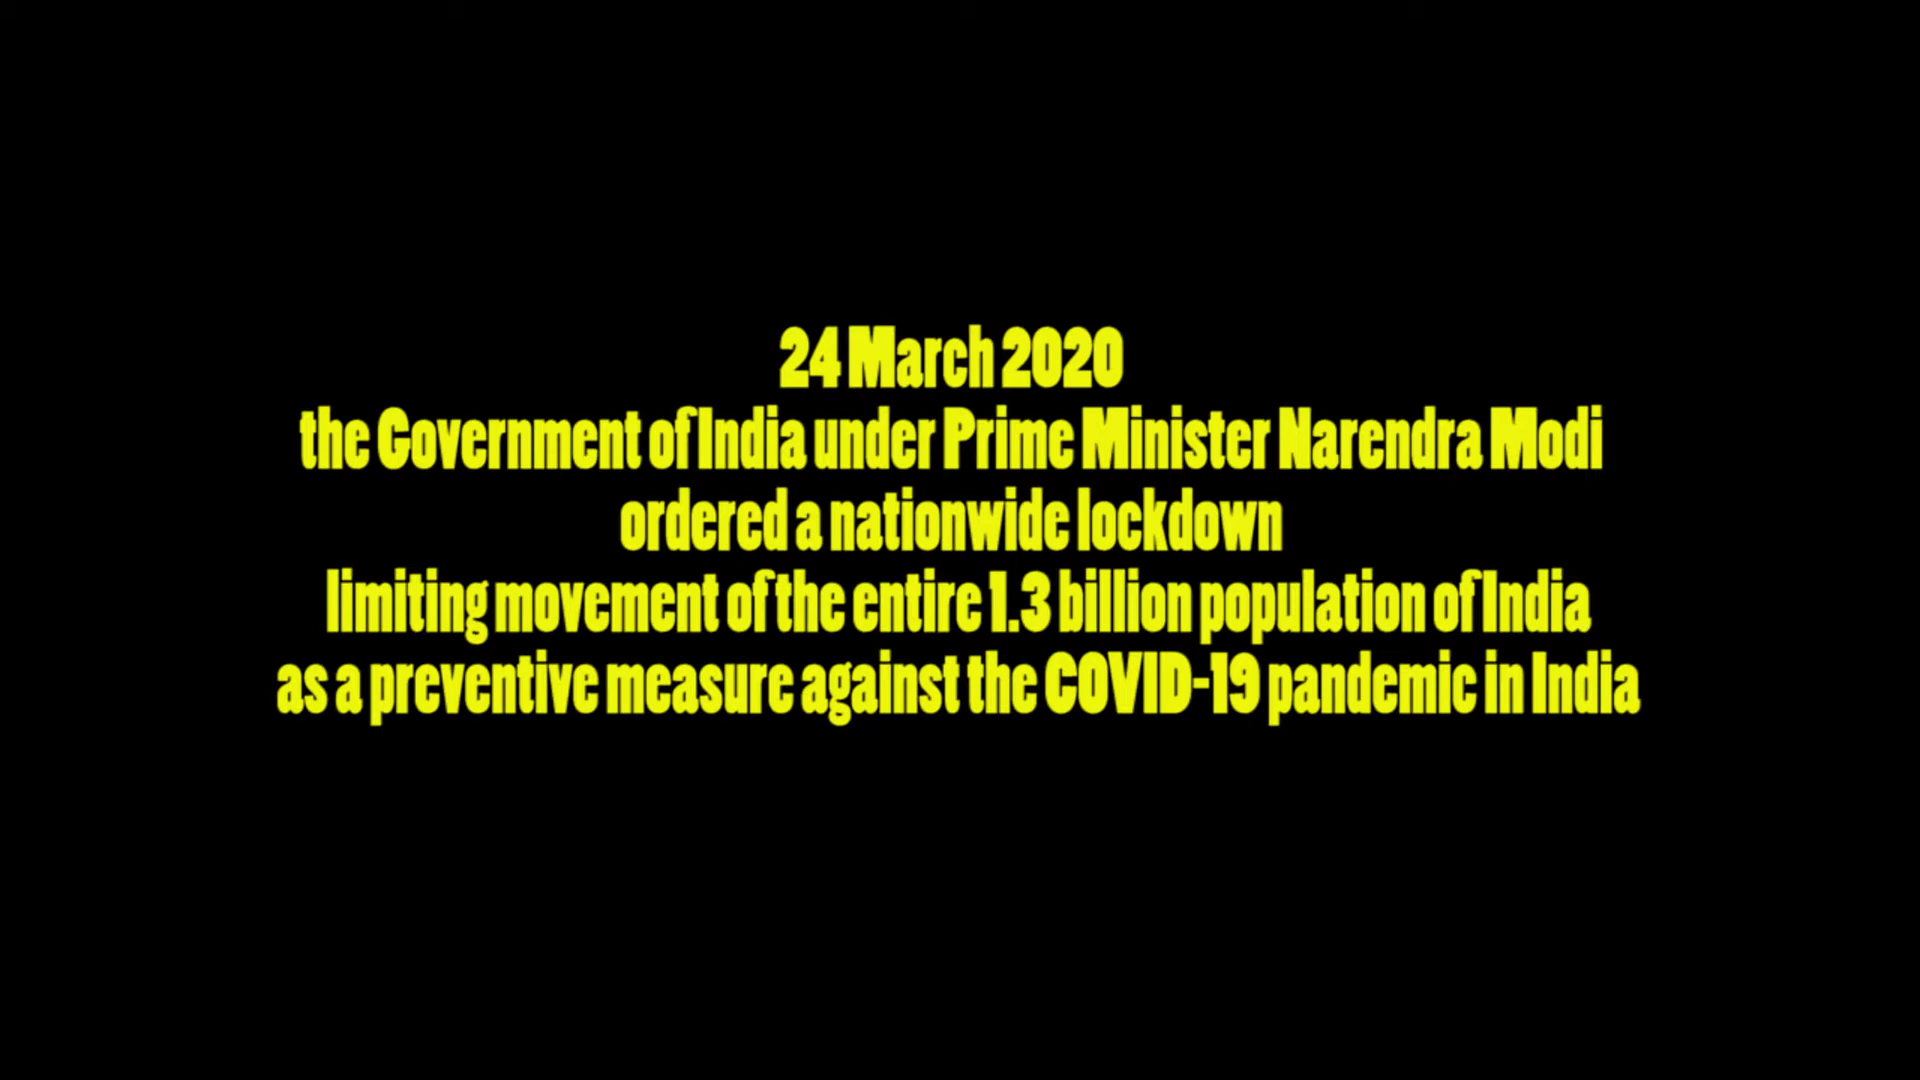 24 March 2020
the Government of India under Prime Minister Narendra Modi
ordered a nationwide lockdown
limiting movement of the entire 1.3 billion population of India
as a preventive measure against the COVID-19 pandemic in India